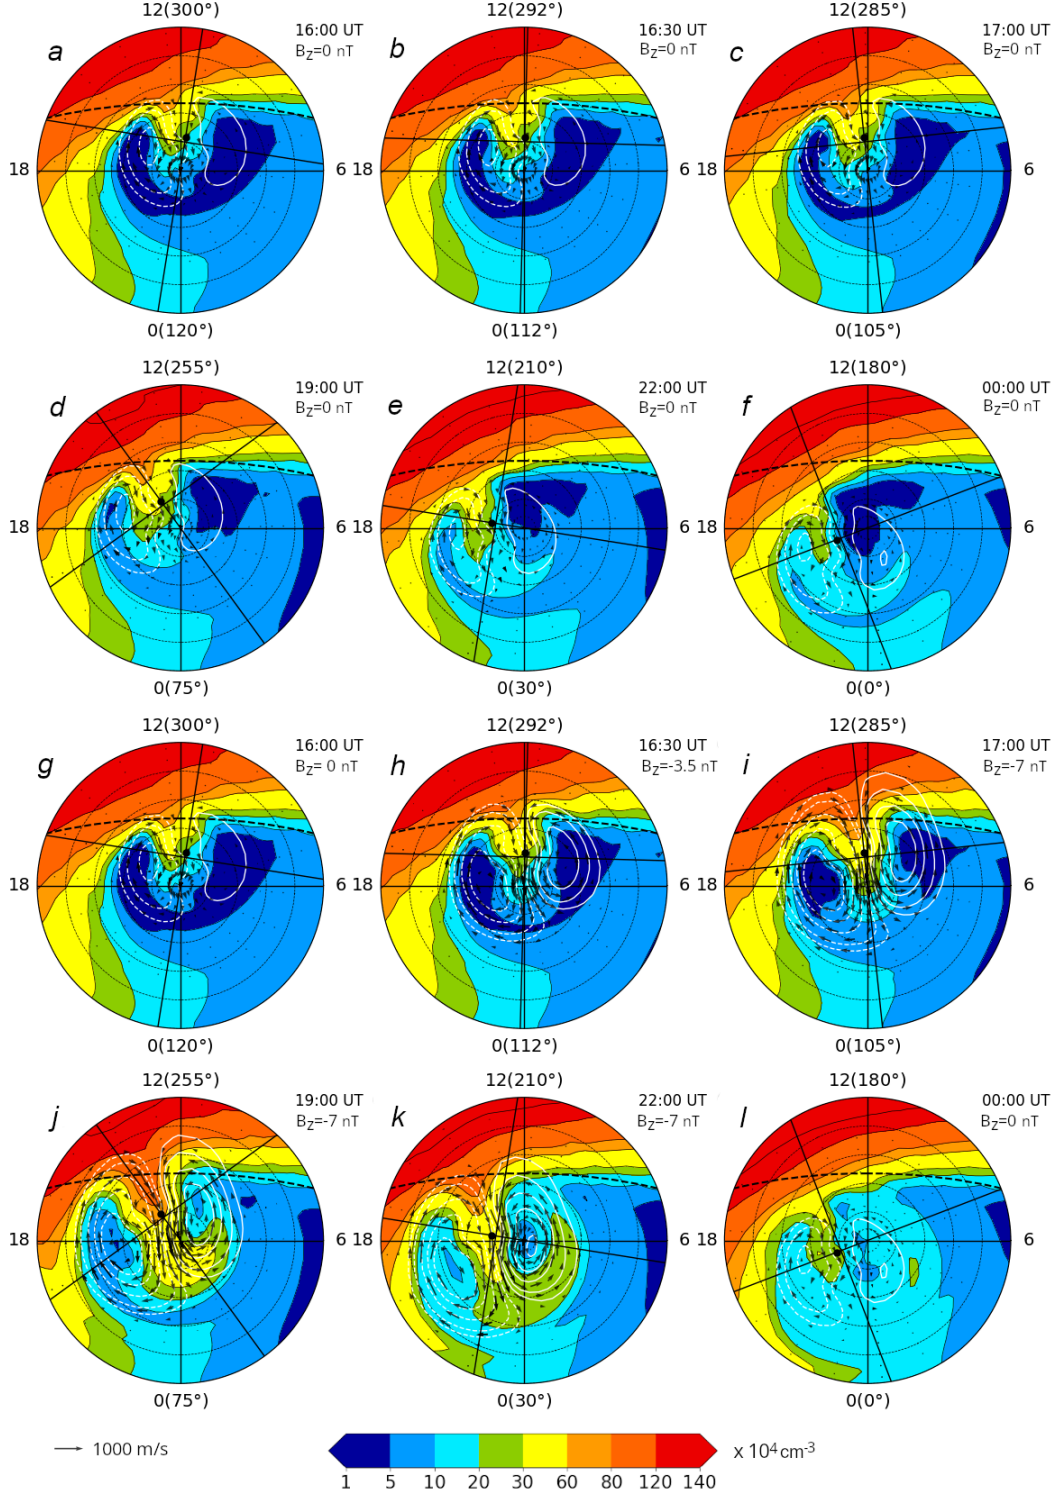 12(300°) 12(292°) 12(285°)
a 16:00 UT b 16:30 UT c 17:00 UT
BZ=0 nT BZ=0 nT BZ=0 nT
18 6 18 6 18 6
0(120°) 0(112°) 0(105°)
12(255°) 12(210°) 12(180°)
d 19:00 UT e 22:00 UT f 00:00 UT
BZ=0 nT BZ=0 nT BZ=0 nT
18 6 18 6 18 6
0(75°) 0(30°) 0(0°)
12(300°) 12(292°) 12(285°)
g 16:00 UT h 16:30 UT i 17:00 UT
BZ= 0 nT BZ=-3.5 nT BZ=-7 nT
18 6 18 6 18 6
0(120°) 0(112°) 0(105°)
12(255°) 12(210°) 12(180°)
j 19:00 UT k 22:00 UT l 00:00 UT
BZ=-7 nT BZ=-7 nT BZ=0 nT
18 6 18 6 18 6
0(75°) 0(30°) 0(0°)
1000 m/s x 10⁴cm⁻³
1 5 10 20 30 60 80 120 140